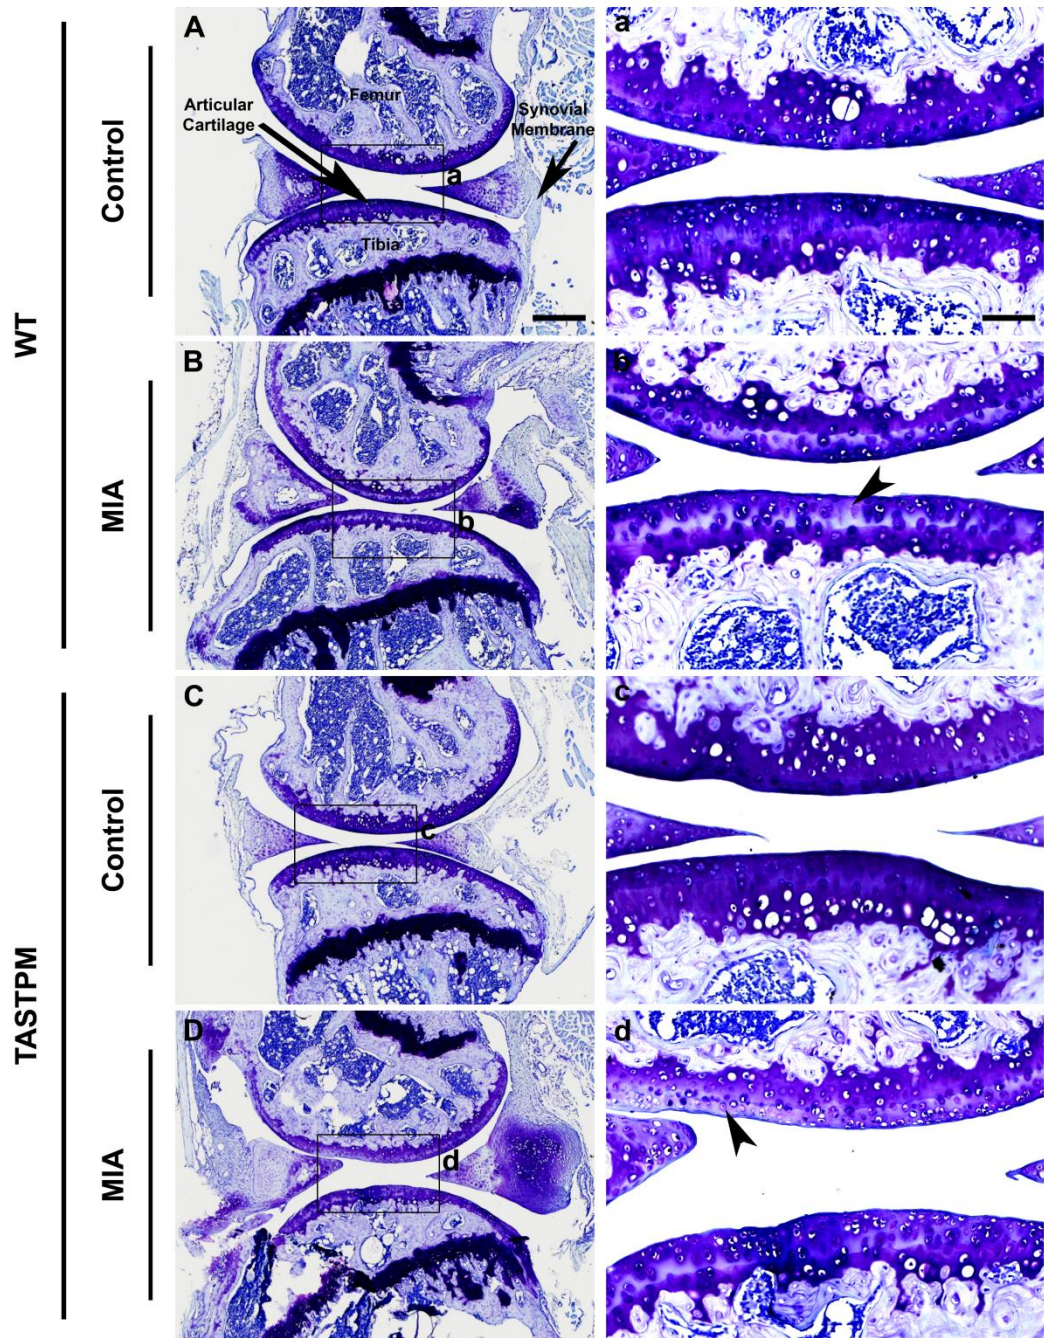 WT
Control
A
Articular
Cartilage
Femur
Synovial
Membrane
a
Tibia
a
MIA
B
b
b
TASTPM
Control
C
c
c
MIA
D
d
d